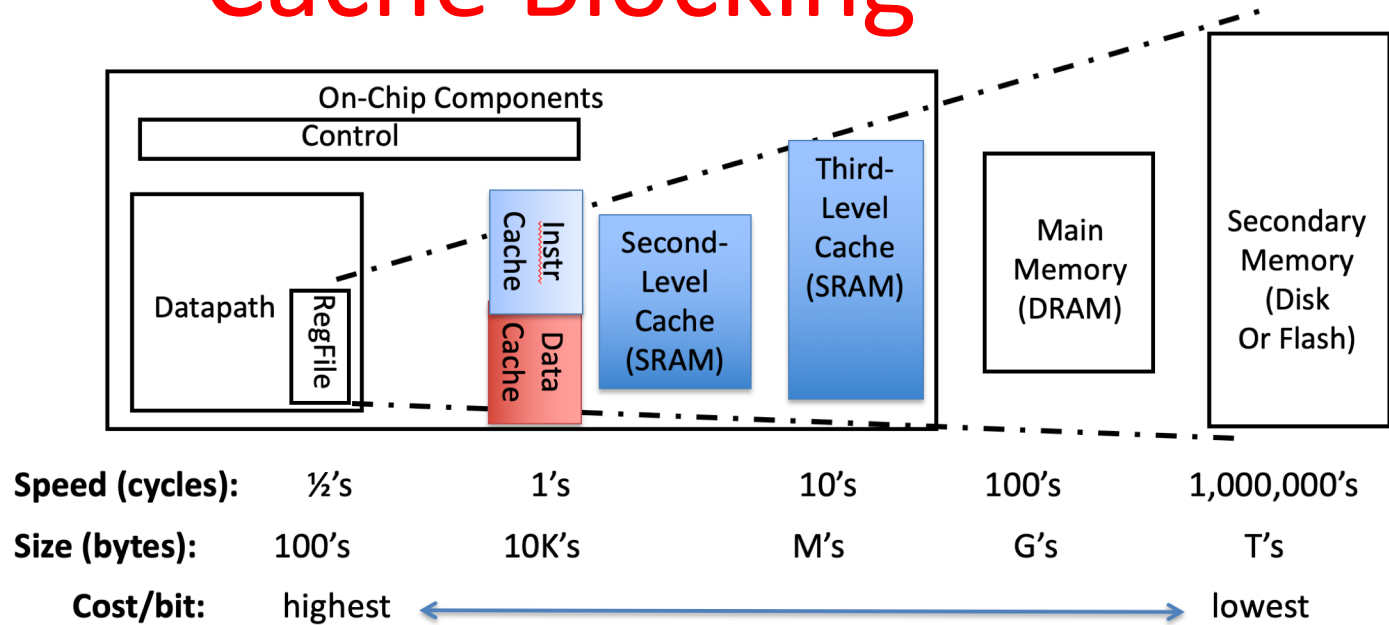 Cache Blocking
On-Chip Components
Control
Datapath
RegFile
Instr
Cache
Data
Cache
Second-
Level
Cache
(SRAM)
Third-
Level
Cache
(SRAM)
Main
Memory
(DRAM)
Secondary
Memory
(Disk
Or Flash)
Speed (cycles): ½'s 1's 10's 100's 1,000,000's
Size (bytes): 100's 10K's M's G's T's
Cost/bit: highest lowest